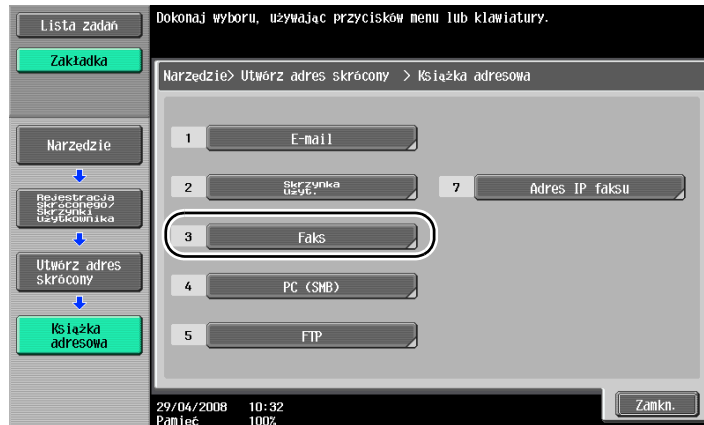 Lista zadań
Zakładka
Dokonaj wyboru, używając przycisków menu lub klawiatury.
Narzędzie> Utwórz adres skrócony > Książka adresowa
Narzędzie
Rejestracja
Skróconego/
Skrzynki
Użytkownika
Utwórz adres
skrócony
Książka
adresowa
1 E-mail
2 Skrzynka
Użyt.
3 Faks
4 PC (SMB)
5 FTP
7 Adres IP faksu
29/04/2008 10:32
Pamięć 100%
Zamkn.